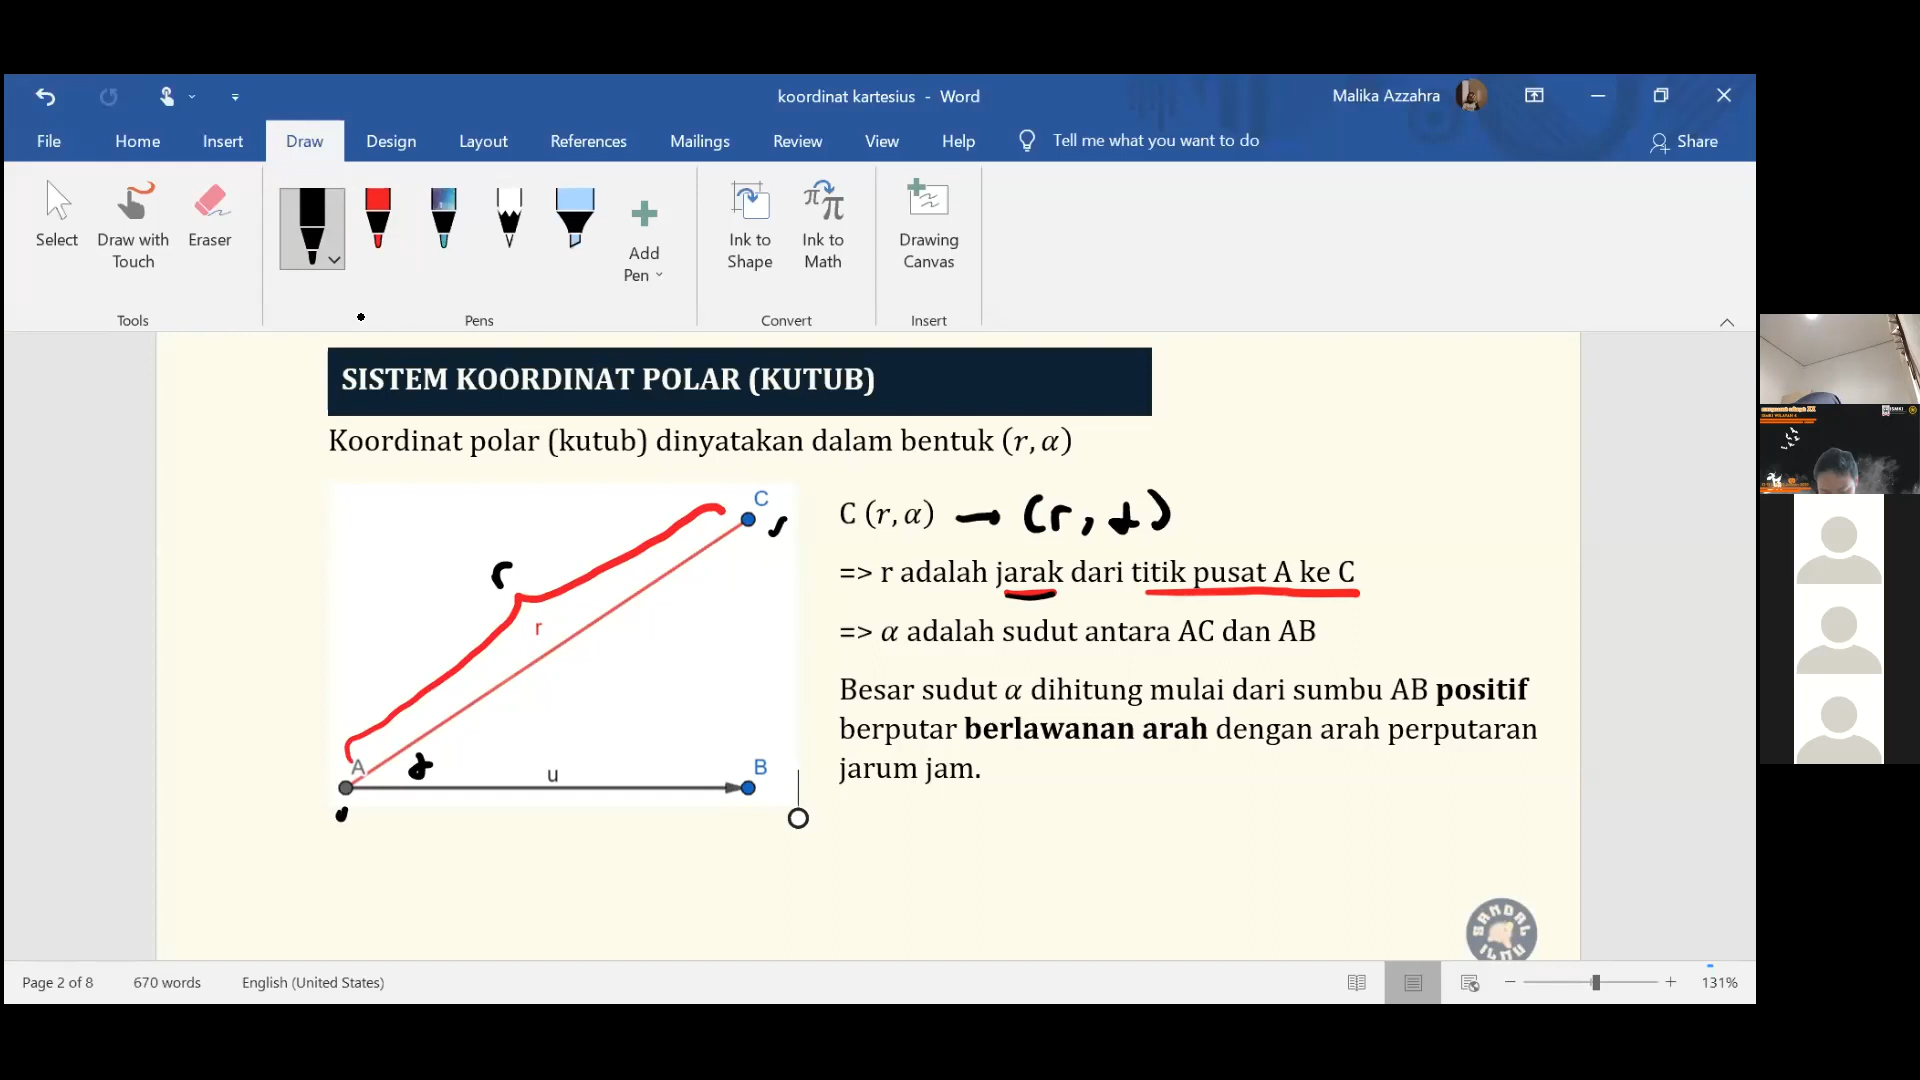 koordinat kartesius - Word
Malika Azzahra
File Home Insert Draw Design Layout References Mailings Review View Help Tell me what you want to do Share
Select
Draw with Touch
Eraser
Add Pen
Ink to Shape
Ink to Math
Drawing Canvas
Tools Pens Convert Insert
SISTEM KOORDINAT POLAR (KUTUB)
Koordinat polar (kutub) dinyatakan dalam bentuk (r, α)
C
r
r
A
α
u
B
C (r, α) → (r, α)
=> r adalah jarak dari titik pusat A ke C
=> α adalah sudut antara AC dan AB
Besar sudut α dihitung mulai dari sumbu AB positif
berputar berlawanan arah dengan arah perputaran
jarum jam.
SANDAL ILMU
Page 2 of 8 670 words English (United States) 131%